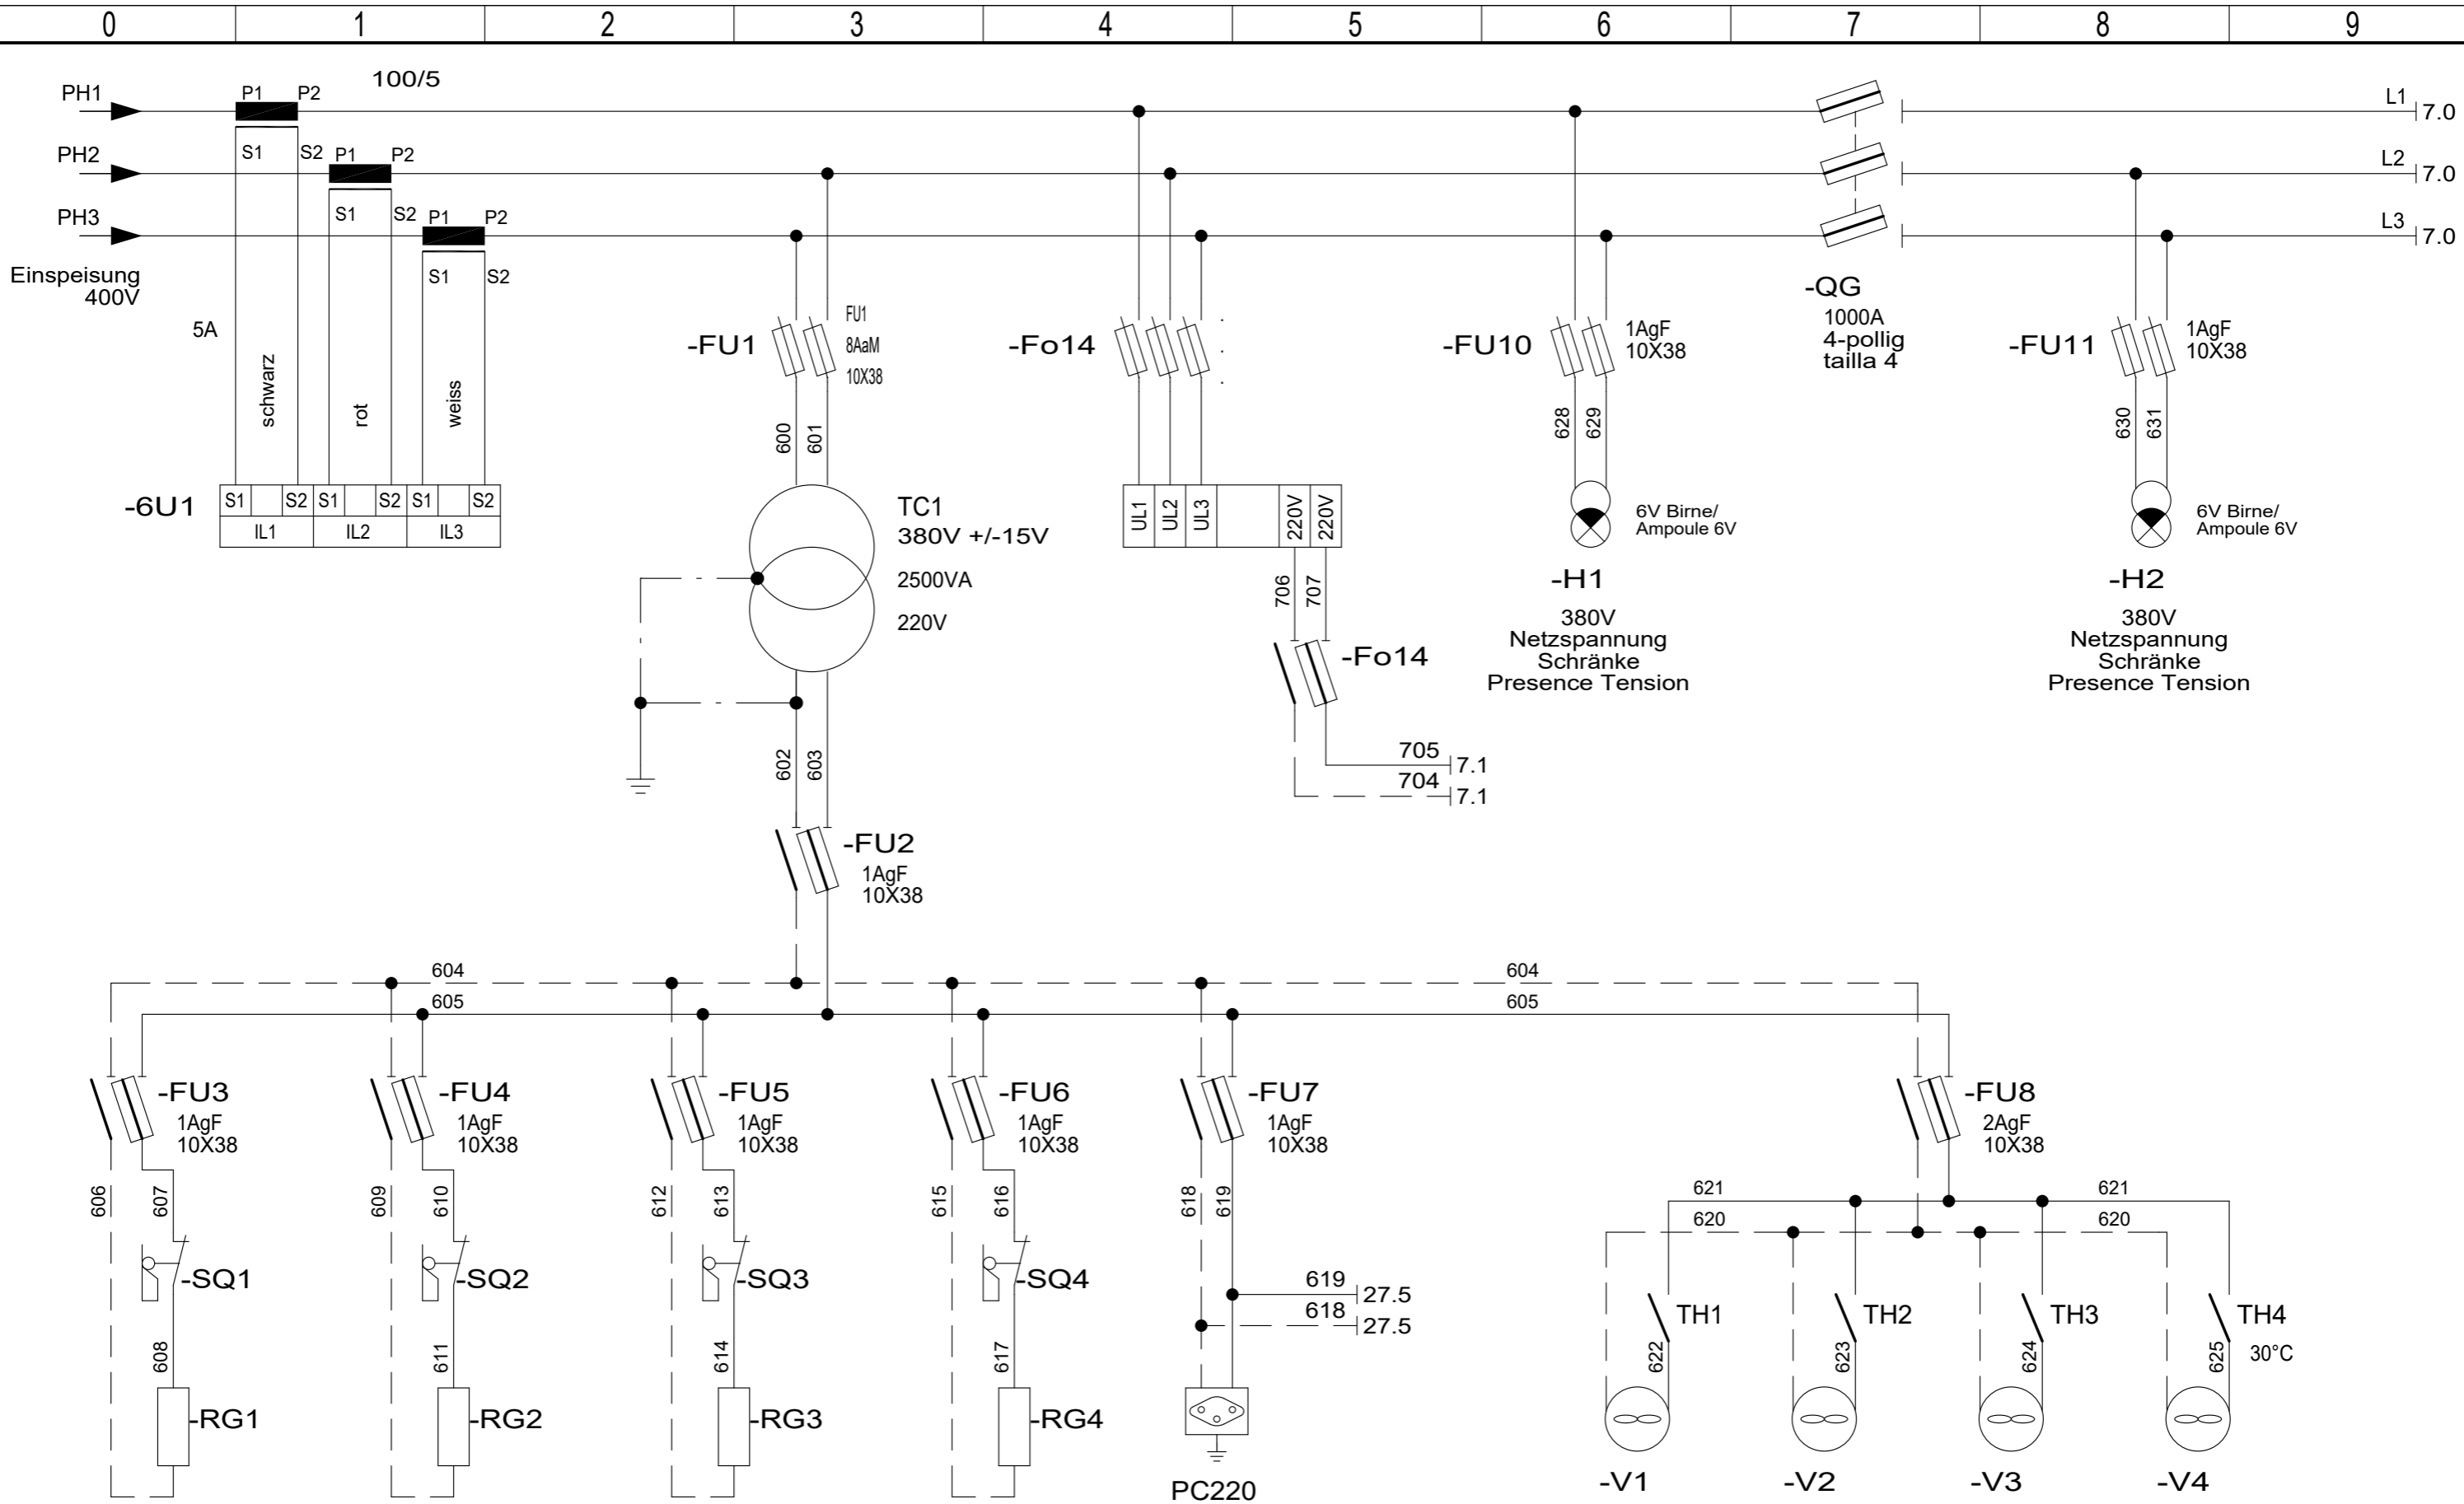 0 1 2 3 4 5 6 7 8 9
100/5
PH1 P1 P2 L1 7.0
S1 S2
PH2 P1 P2 L2 7.0
S1 S2
PH3 P1 P2 L3 7.0
S1 S2
Einspeisung
400V
5A
schwarz
rot
weiss
-6U1
S1 S2 S1 S2 S1 S2
IL1 IL2 IL3
-FU1
FU1
8AaM
10X38
600 601
TC1
380V +/-15V
2500VA
220V
602 603
-FU2
1AgF
10X38
-Fo14
.
.
.
UL1 UL2 UL3 220V 220V
706 707
-Fo14
705 7.1
704 7.1
-FU10
1AgF
10X38
628 629
6V Birne/
Ampoule 6V
-H1
380V
Netzspannung
Schränke
Presence Tension
-QG
1000A
4-pollig
tailla 4
-FU11
1AgF
10X38
630 631
6V Birne/
Ampoule 6V
-H2
380V
Netzspannung
Schränke
Presence Tension
604 604
605 605
-FU3
1AgF
10X38
606 607
-SQ1
608
-RG1
-FU4
1AgF
10X38
609 610
-SQ2
611
-RG2
-FU5
1AgF
10X38
612 613
-SQ3
614
-RG3
-FU6
1AgF
10X38
615 616
-SQ4
617
-RG4
-FU7
1AgF
10X38
618 619
619 27.5
618 27.5
PC220
-FU8
2AgF
10X38
621 621
620 620
TH1 TH2 TH3 TH4
30°C
622 623 624 625
-V1 -V2 -V3 -V4